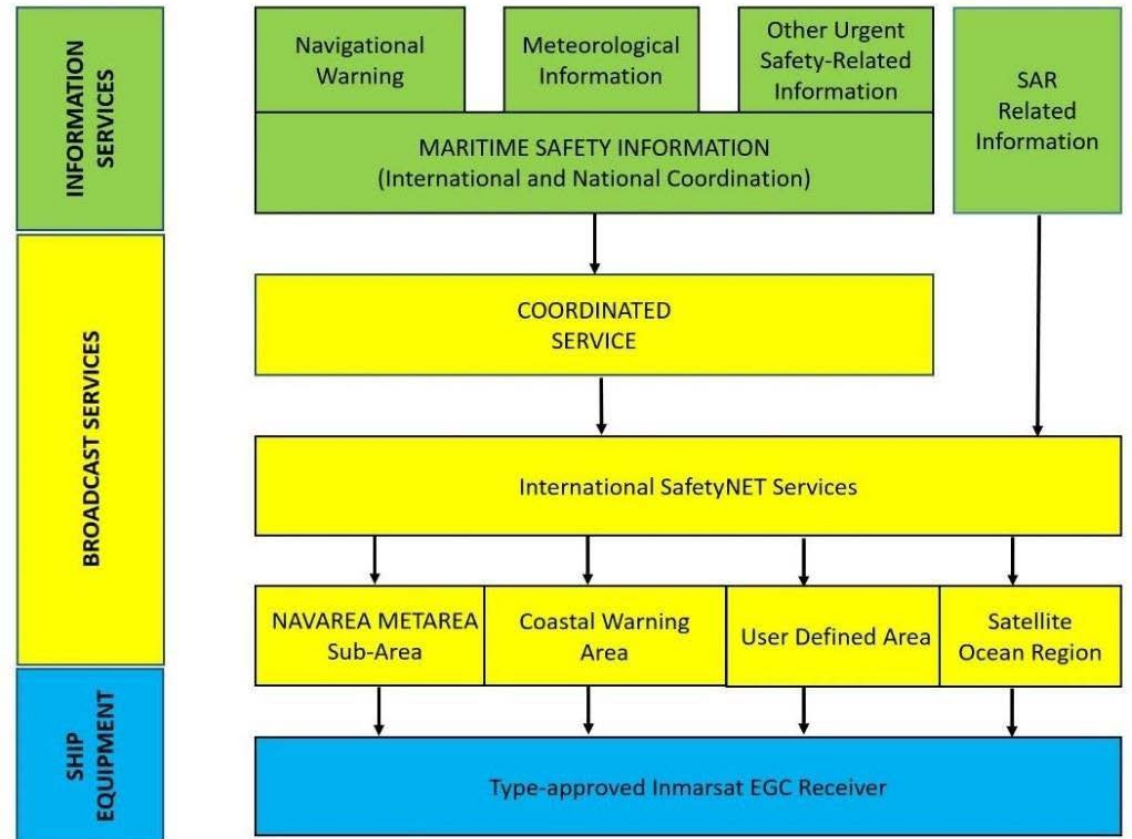 INFORMATION
SERVICES
Navigational
Warning
Meteorological
Information
Other Urgent
Safety-Related
Information
SAR
Related
Information
MARITIME SAFETY INFORMATION
(International and National Coordination)
BROADCAST SERVICES
COORDINATED
SERVICE
International SafetyNET Services
NAVAREA METAREA
Sub-Area
Coastal Warning
Area
User Defined Area
Satellite
Ocean Region
SHIP
EQUIPMENT
Type-approved Inmarsat EGC Receiver